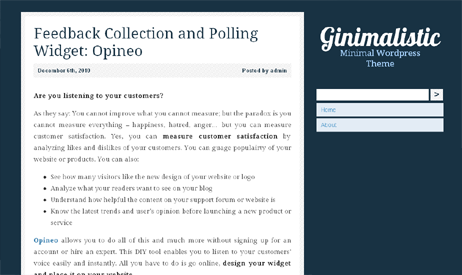 Feedback Collection and Polling
Widget: Opineo
December 6th, 2010 Posted by admin
Are you listening to your customers?
As they say: You cannot improve what you cannot measure; but the paradox is you
cannot measure everything – happiness, hatred, anger... but you can measure
customer satisfaction. Yes, you can measure customer satisfaction by
analyzing likes and dislikes of your customers. You can guage popularity of your
website or products. You can also:
• See how many visitors like the new design of your website or logo
• Analyze what your readers want to see on your blog
• Understand how helpful the content on your support forum or website is
• Know the latest trends and user's opinion before launching a new product or
service
Opineo allows you to do all of this and much more without signing up for an
account or hire an expert. This DIY tool enables you to listen to your customers'
voice easily and instantly. All you have to do is go online, design your widget
and place it on your website
Ginimalistic
Minimal Wordpress
Theme
>
Home
About